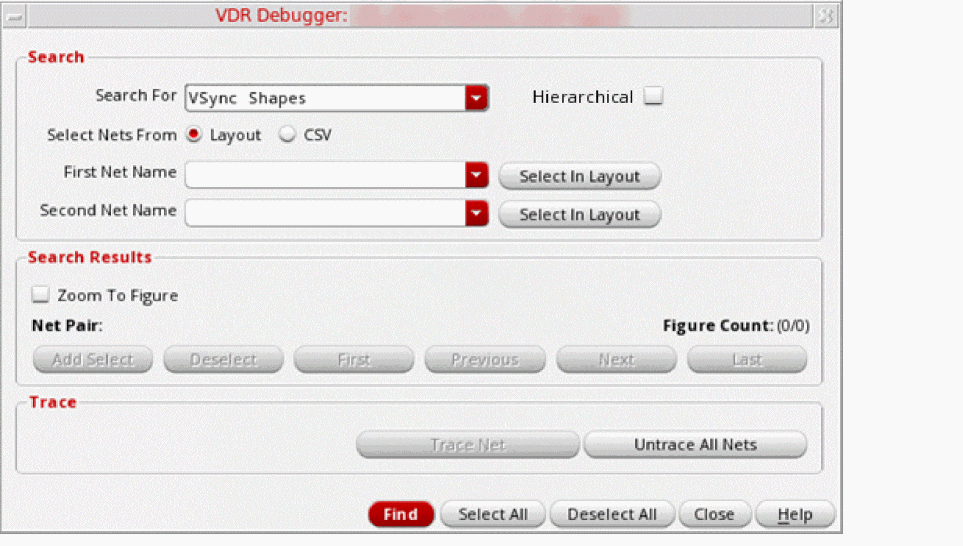 VDR Debugger:
Search
Search For VSync Shapes Hierarchical
Select Nets From Layout CSV
First Net Name Select In Layout
Second Net Name Select In Layout
Search Results
Zoom To Figure
Net Pair: Figure Count: (0/0)
Add Select Deselect First Previous Next Last
Trace
Trace Net Untrace All Nets
Find Select All Deselect All Close Help